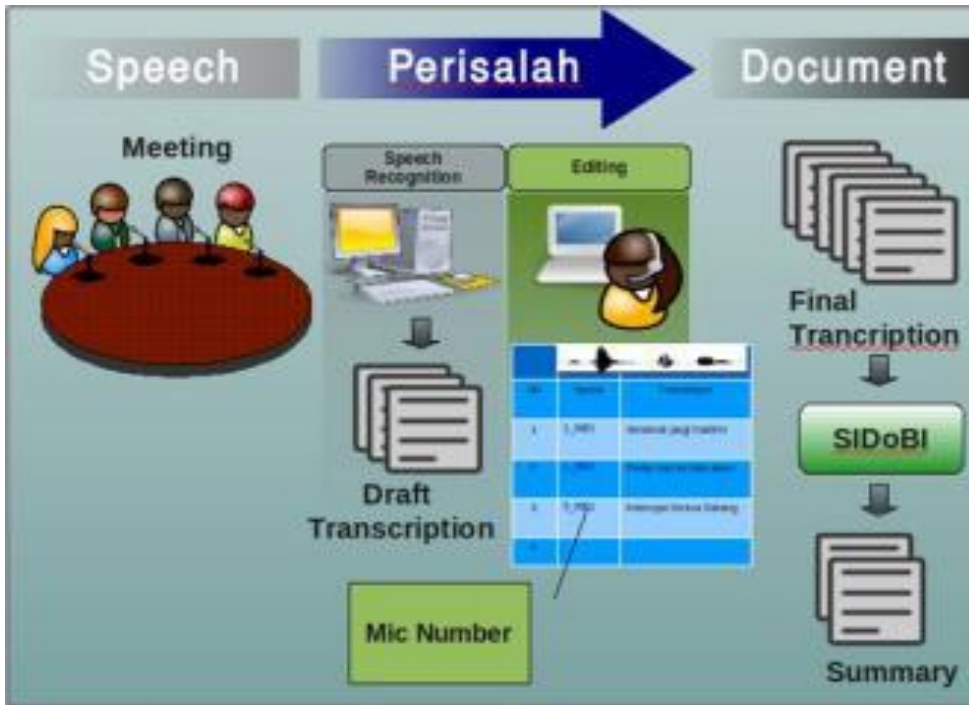 Speech
Perisalah
Document
Meeting
Speech
Recognition
Editing
Draft
Transcription
Mic Number
Final
Trancription
SIDoBI
Summary